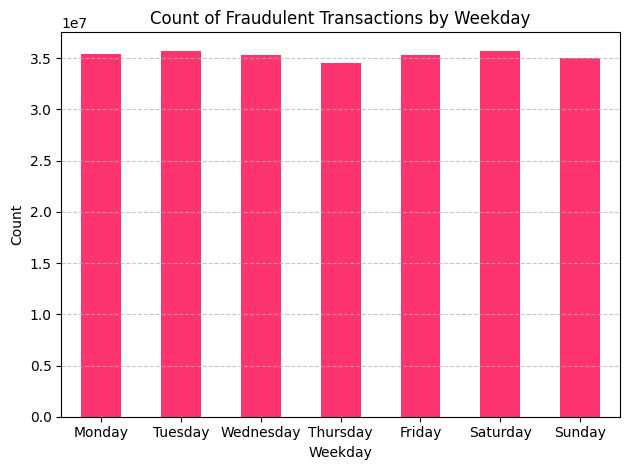 Count of Fraudulent Transactions by Weekday
1e7
3.5
3.0
2.5
2.0
1.5
1.0
0.5
0.0
Count
Monday Tuesday Wednesday Thursday Friday Saturday Sunday
Weekday